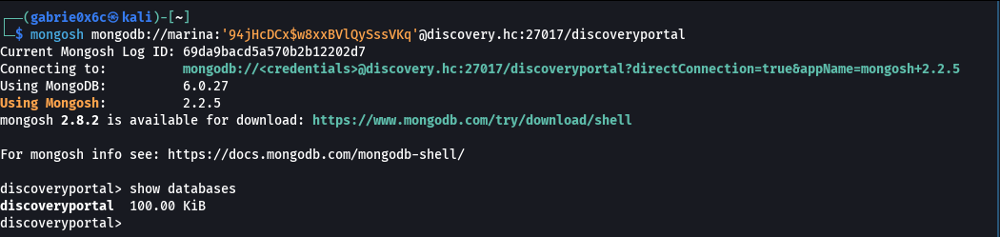 ┌──(gabrie0x6c㉿kali)-[~]
└─$ mongosh mongodb://marina:'94jHcDCx$w8xxBVlQySssVKq'@discovery.hc:27017/discoveryportal
Current Mongosh Log ID: 69da9bacd5a570b2b12202d7
Connecting to: mongodb://<credentials>@discovery.hc:27017/discoveryportal?directConnection=true&appName=mongosh+2.2.5
Using MongoDB: 6.0.27
Using Mongosh: 2.2.5
mongosh 2.8.2 is available for download: https://www.mongodb.com/try/download/shell
For mongosh info see: https://docs.mongodb.com/mongodb-shell/
discoveryportal> show databases
discoveryportal 100.00 KiB
discoveryportal>